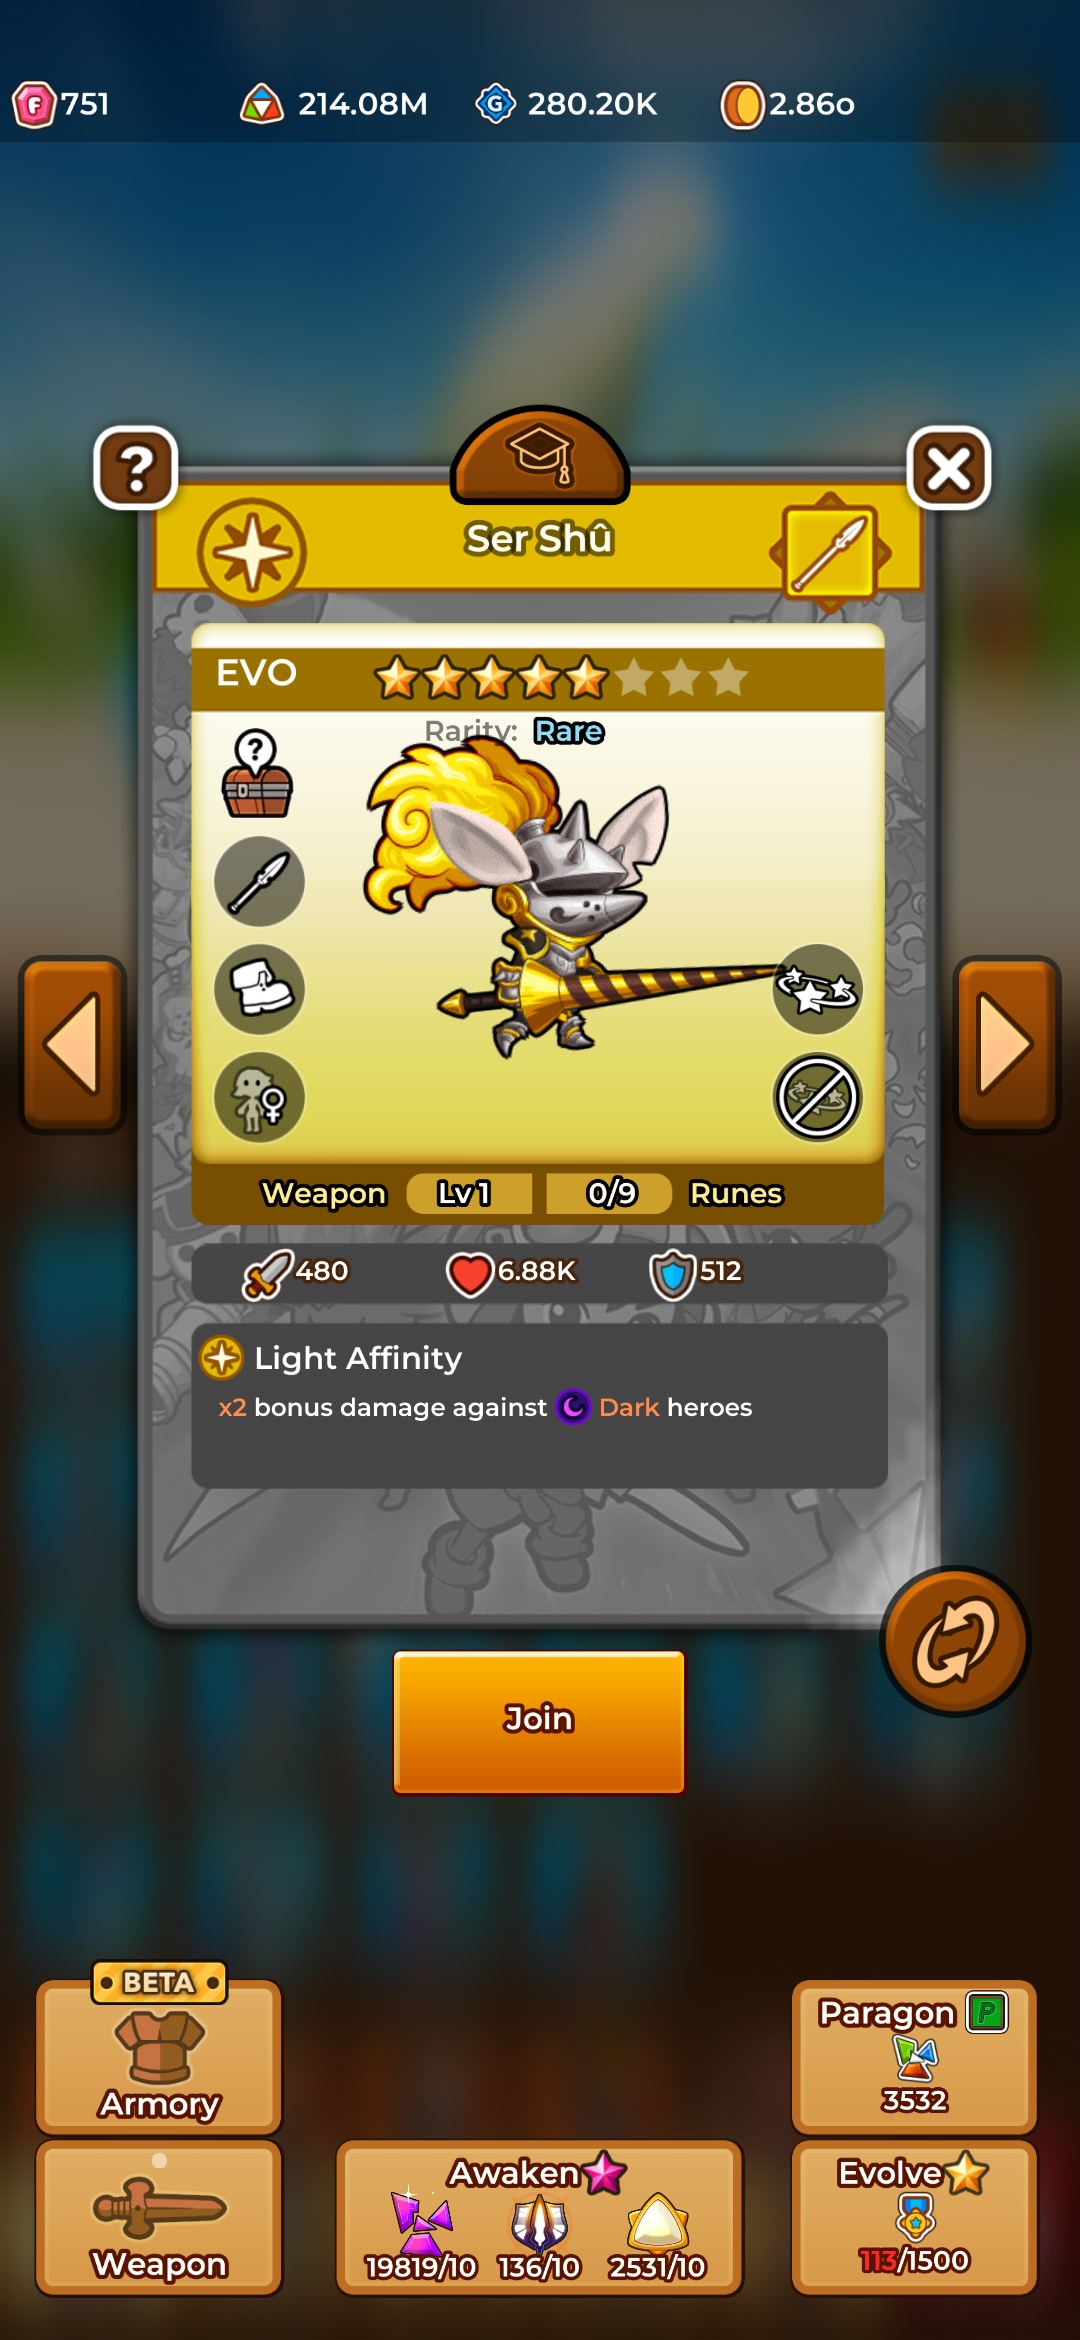 751 214.08M 280.20K 2.86o
?
Ser Shû
EVO
Rarity: Rare
?
Weapon Lv 1 0/9 Runes
480 6.88K 512
Light Affinity
x2 bonus damage against Dark heroes
Join
BETA
Armory
Paragon P
3532
Weapon
Awaken
19819/10 136/10 2531/10
Evolve
113/1500